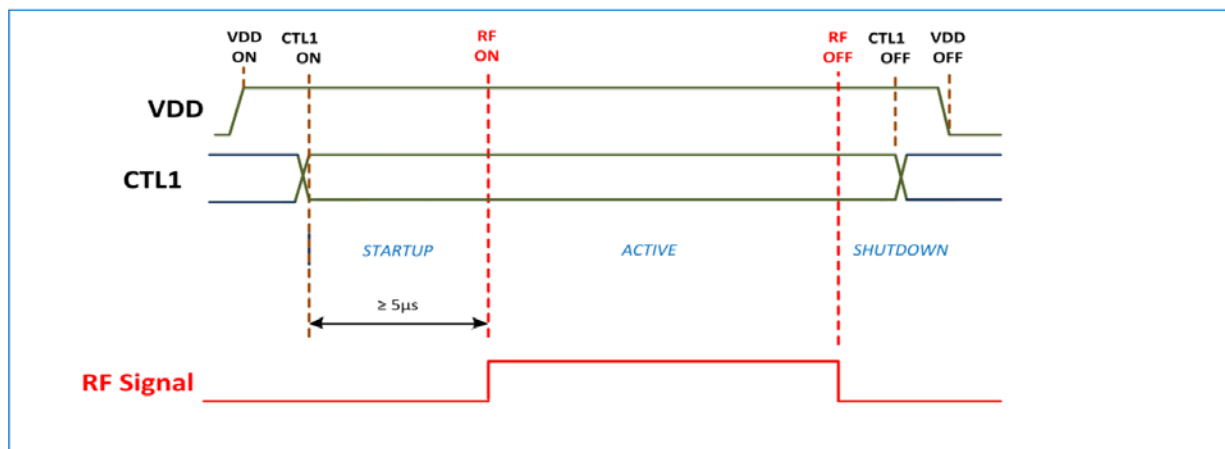 VDD
ON
CTL1
ON
RF
ON
RF
OFF
CTL1
OFF
VDD
OFF
VDD
CTL1
STARTUP
ACTIVE
SHUTDOWN
≥ 5µs
RF Signal